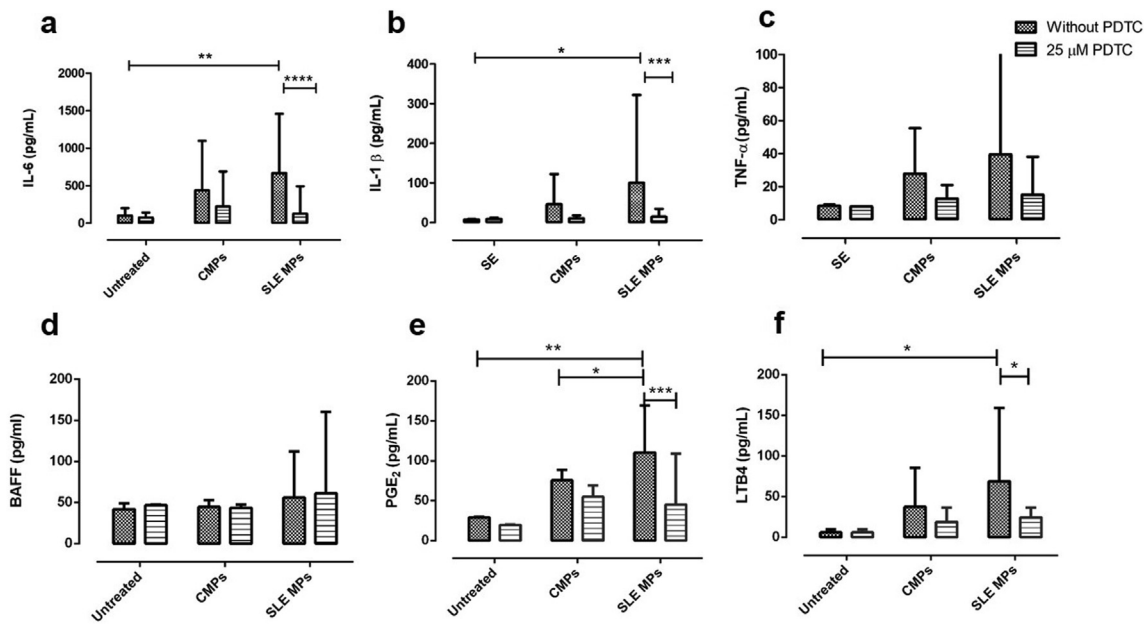 a
**
****
2000
1500
1000
500
0
IL-6 (pg/mL)
Untreated
CMPs
SLE MPs
b
*
***
400
300
200
100
0
IL-1 β (pg/mL)
SE
CMPs
SLE MPs
c
Without PDTC
25 μM PDTC
100
80
60
40
20
0
TNF-α (pg/mL)
SE
CMPs
SLE MPs
d
200
150
100
50
0
BAFF (pg/ml)
Untreated
CMPs
SLE MPs
e
**
*
***
200
150
100
50
0
PGE₂ (pg/mL)
Untreated
CMPs
SLE MPs
f
*
*
200
150
100
50
0
LTB4 (pg/mL)
Untreated
CMPs
SLE MPs